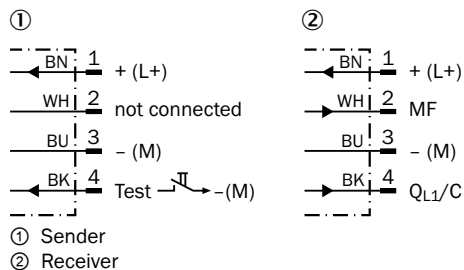 ① ②
BN 1 + (L+) BN 1 + (L+)
WH 2 not connected WH 2 MF
BU 3 – (M) BU 3 – (M)
BK 4 Test –(M) BK 4 QL1/C
① Sender
② Receiver